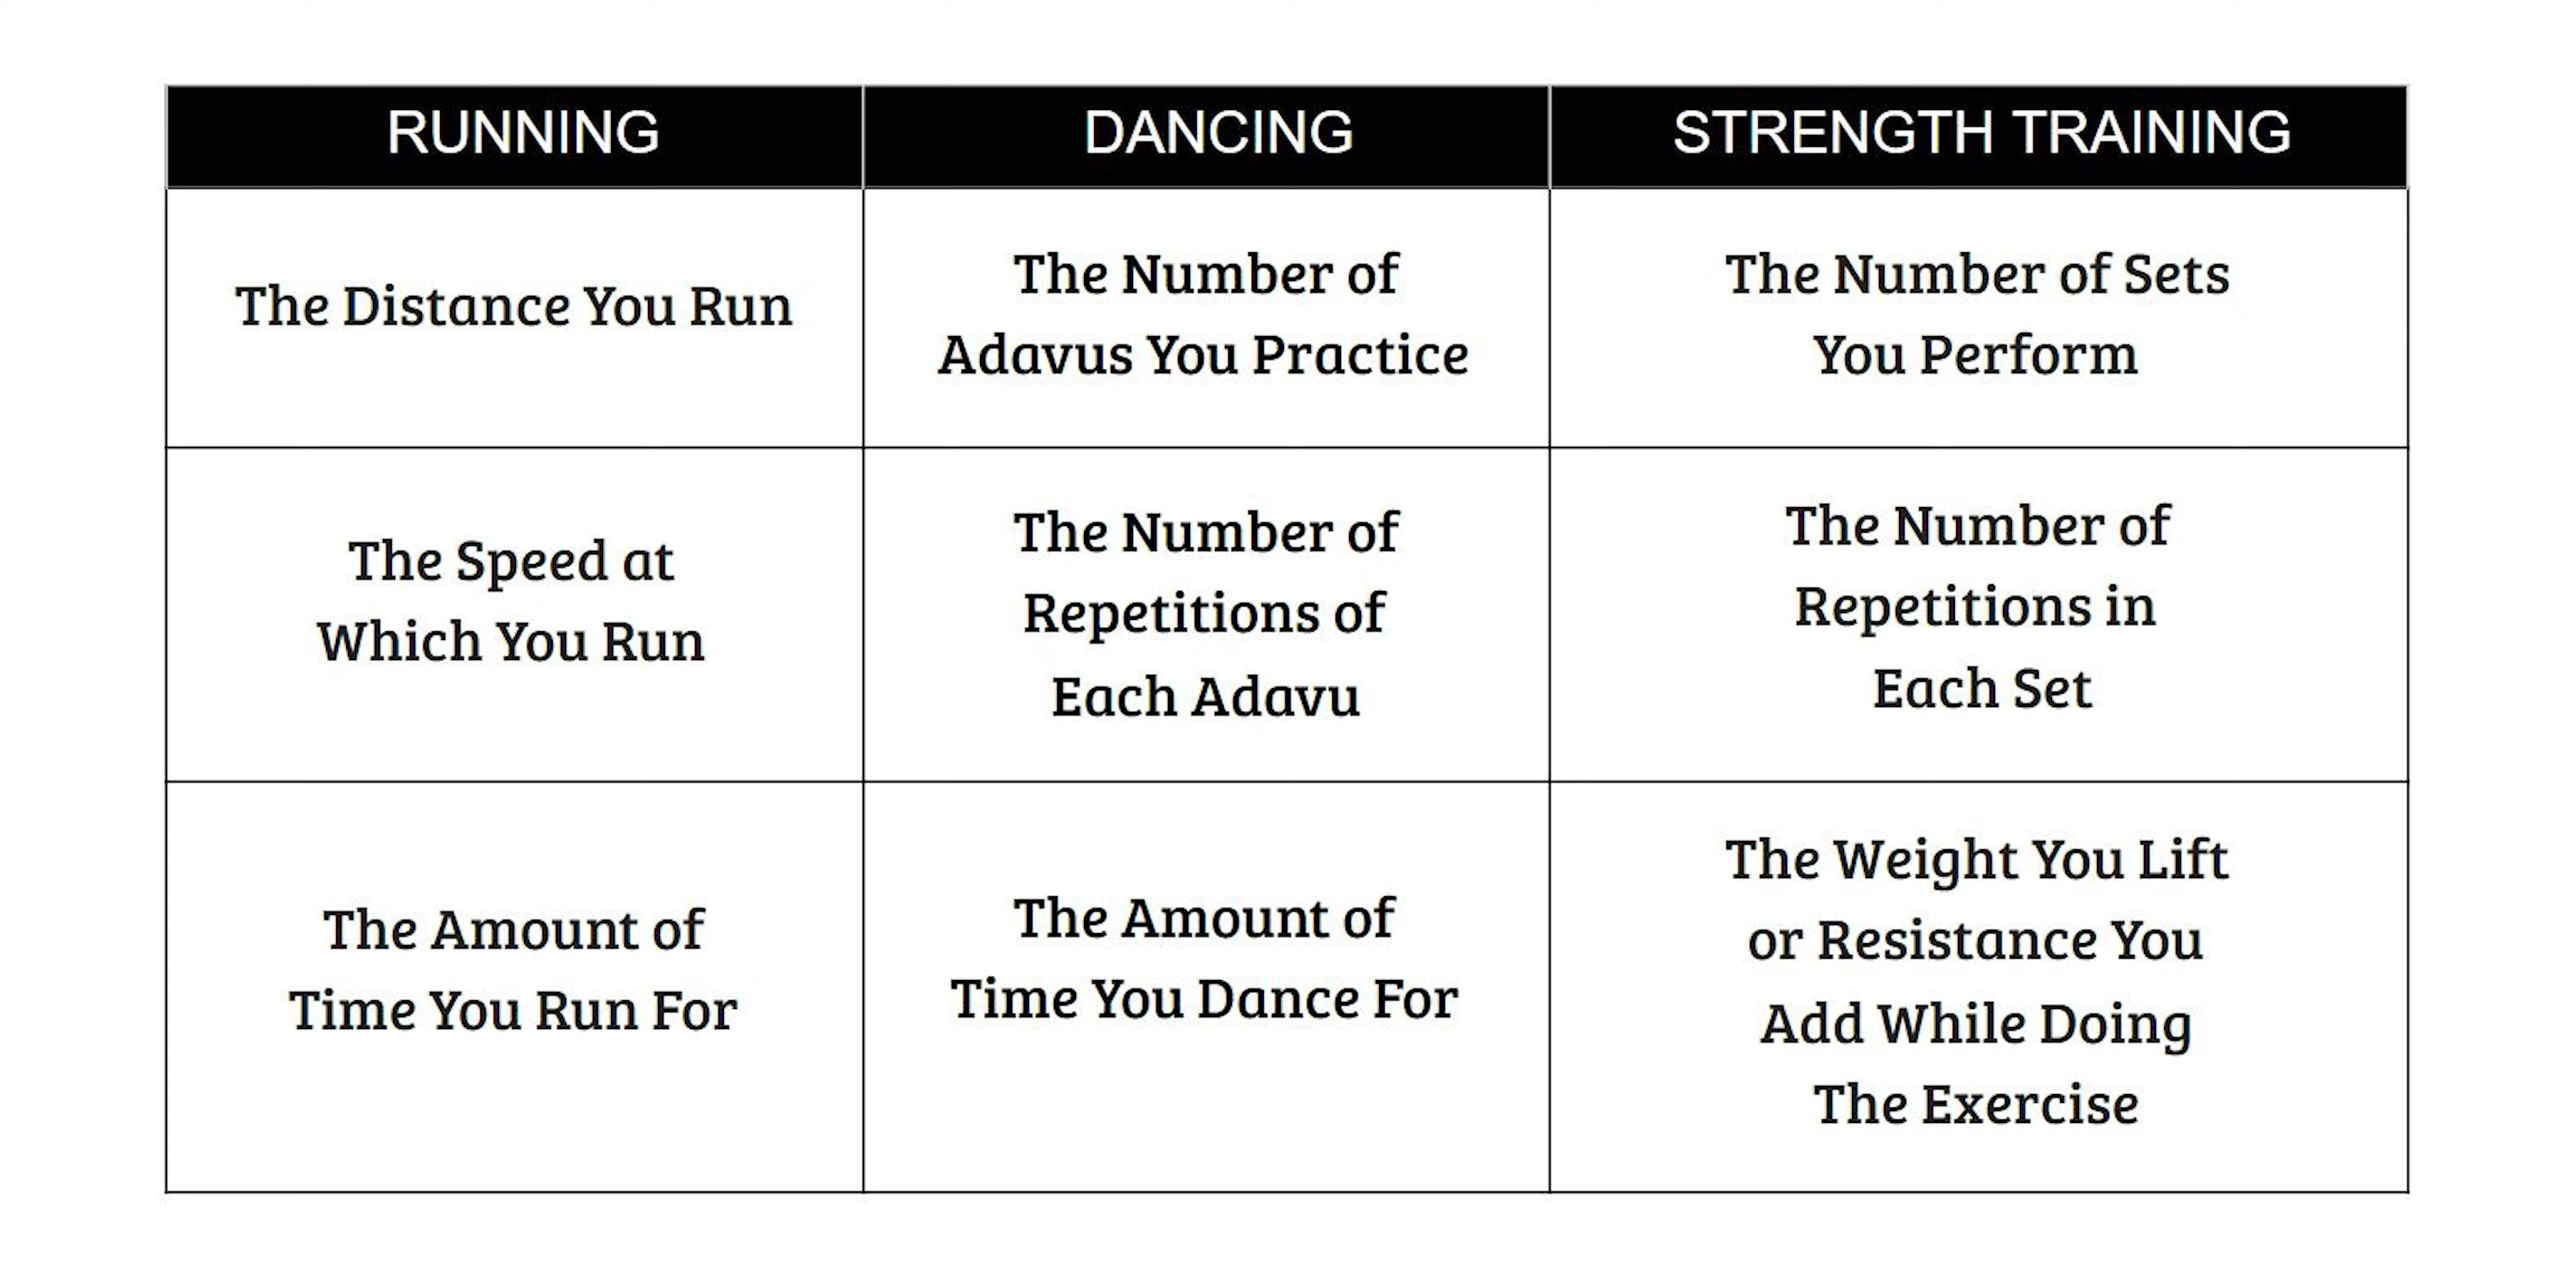 RUNNING
DANCING
STRENGTH TRAINING
The Distance You Run
The Number of
Adavus You Practice
The Number of Sets
You Perform
The Speed at
Which You Run
The Number of
Repetitions of
Each Adavu
The Number of
Repetitions in
Each Set
The Amount of
Time You Run For
The Amount of
Time You Dance For
The Weight You Lift
or Resistance You
Add While Doing
The Exercise